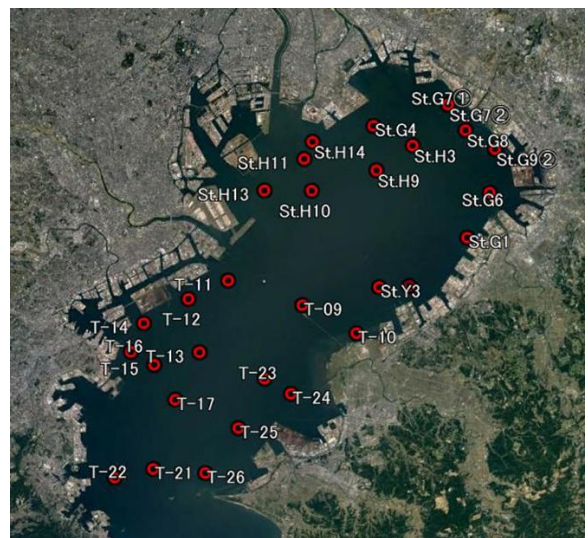 St.G7①
St.G7②
St.G4
St.G8
St.H14
St.H3
St.G9②
St.H11
St.H9
St.H13
St.H10
St.G6
St.G1
T-11
St.Y3
T-09
T-12
T-14
T-10
T-16
T-13
T-15
T-23
T-24
T-17
T-25
T-22
T-21
T-26